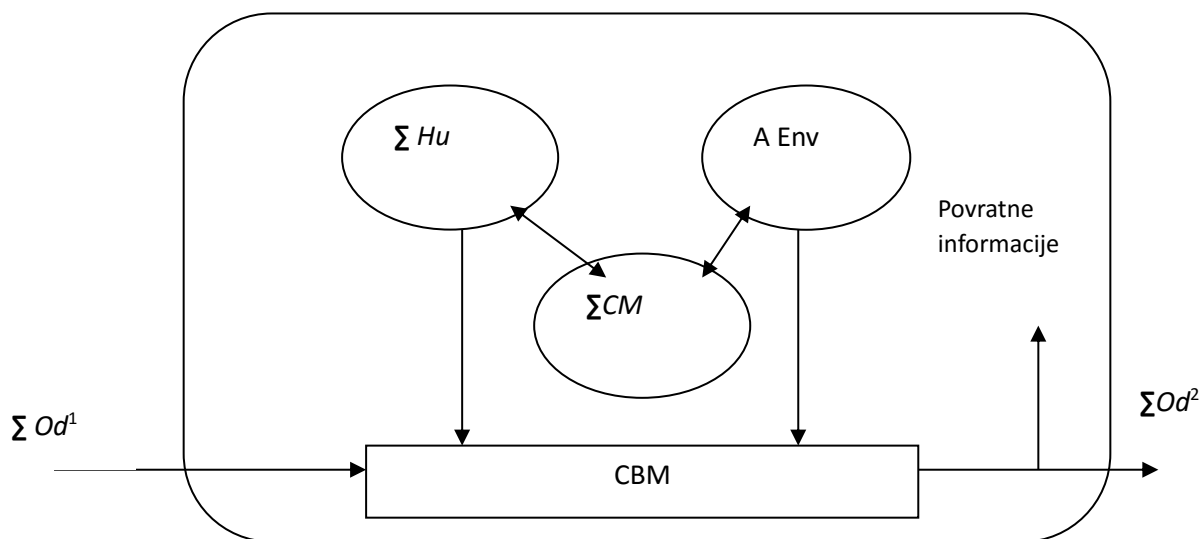 ∑ Hu
A Env
Povratne
informacije
∑CM
∑ Od¹
∑Od²
CBM